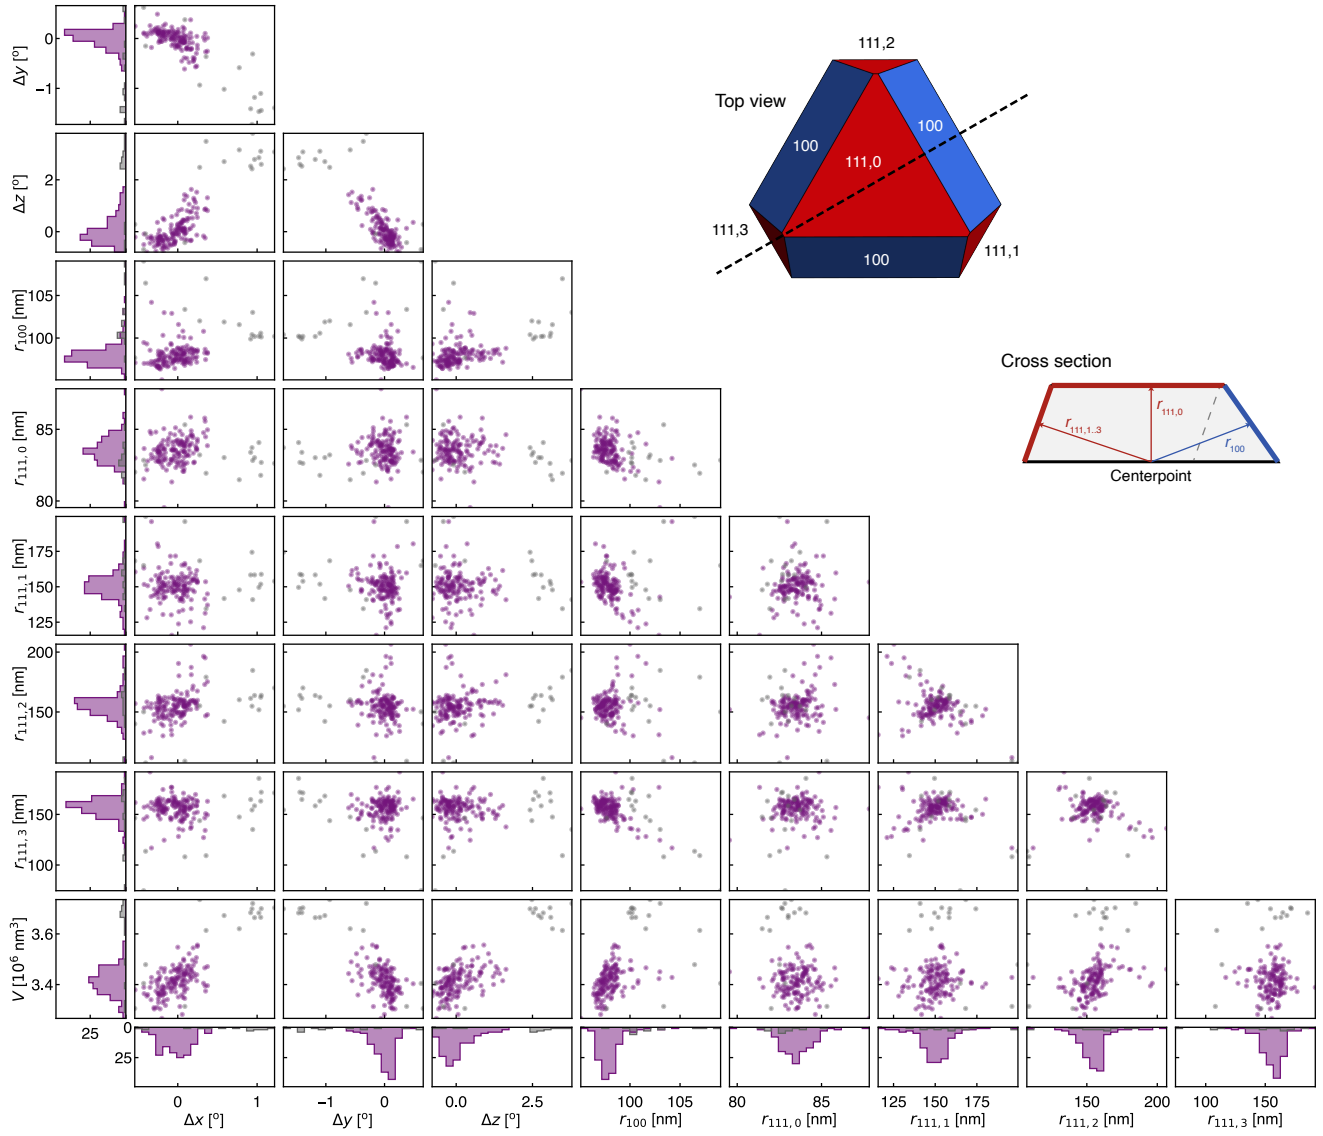 Δy [°]
0
−1
Top view
111,2
100
100
111,0
111,3
100
111,1
Δz [°]
2
0
r100 [nm]
105
100
Cross section
r111,0
r111,1..3
r100
Centerpoint
r111,0 [nm]
85
80
r111,1 [nm]
175
150
125
r111,2 [nm]
200
150
r111,3 [nm]
150
100
V [10⁶ nm³]
3.6
3.4
25
0
25
0 1
−1 0
0.0 2.5
100 105
80 85
125 150 175
100 150 200
100 150
Δx [°]
Δy [°]
Δz [°]
r100 [nm]
r111,0 [nm]
r111,1 [nm]
r111,2 [nm]
r111,3 [nm]